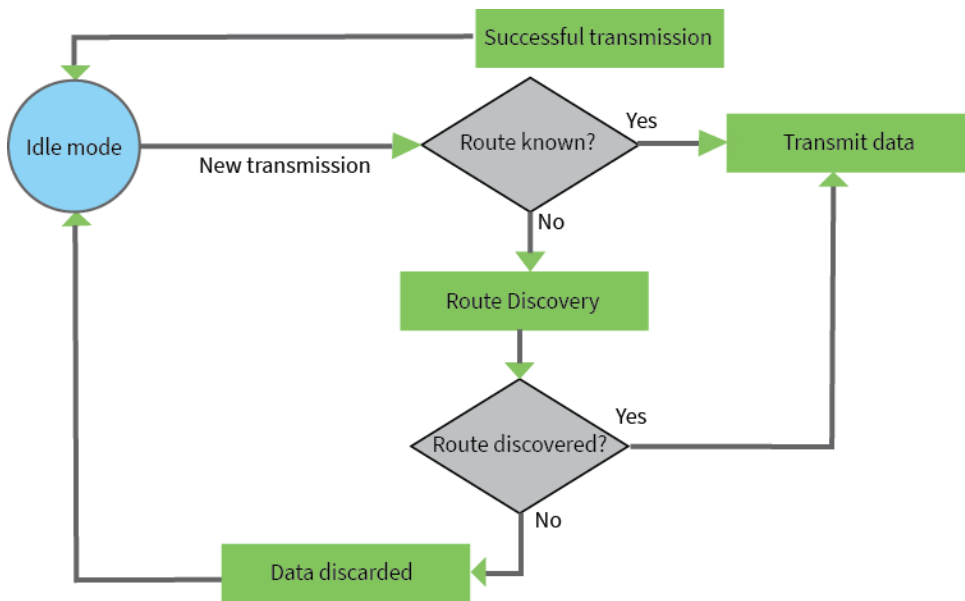 Successful transmission
Idle mode
New transmission
Route known?
Yes
Transmit data
No
Route Discovery
Route discovered?
Yes
No
Data discarded